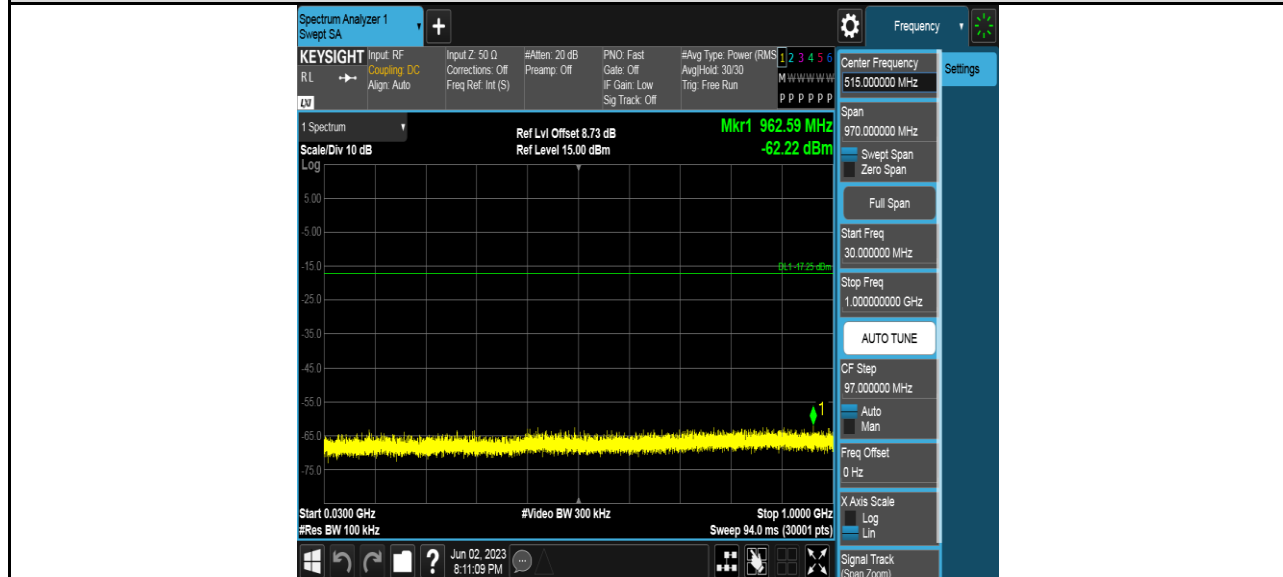 Spectrum Analyzer 1
Swept SA
+
Frequency
KEYSIGHT
RL
LXI
Input: RF
Coupling: DC
Align: Auto
Input Z: 50 Ω
Corrections: Off
Freq Ref: Int (S)
#Atten: 20 dB
Preamp: Off
PNO: Fast
Gate: Off
IF Gain: Low
Sig Track: Off
#Avg Type: Power (RMS
Avg|Hold: 30/30
Trig: Free Run
1 2 3 4 5 6
M W W W W W
P P P P P P
1 Spectrum
Scale/Div 10 dB
Log
Ref Lvl Offset 8.73 dB
Ref Level 15.00 dBm
Mkr1 962.59 MHz
-62.22 dBm
5.00
-5.00
-15.0
DL1 -17.25 dBm
-25.0
-35.0
-45.0
-55.0
1
-65.0
-75.0
Start 0.0300 GHz
#Video BW 300 kHz
Stop 1.0000 GHz
#Res BW 100 kHz
Sweep 94.0 ms (30001 pts)
?
Jun 02, 2023
8:11:09 PM
Center Frequency
515.000000 MHz
Settings
Span
970.000000 MHz
Swept Span
Zero Span
Full Span
Start Freq
30.000000 MHz
Stop Freq
1.000000000 GHz
AUTO TUNE
CF Step
97.000000 MHz
Auto
Man
Freq Offset
0 Hz
X Axis Scale
Log
Lin
Signal Track
(Span Zoom)